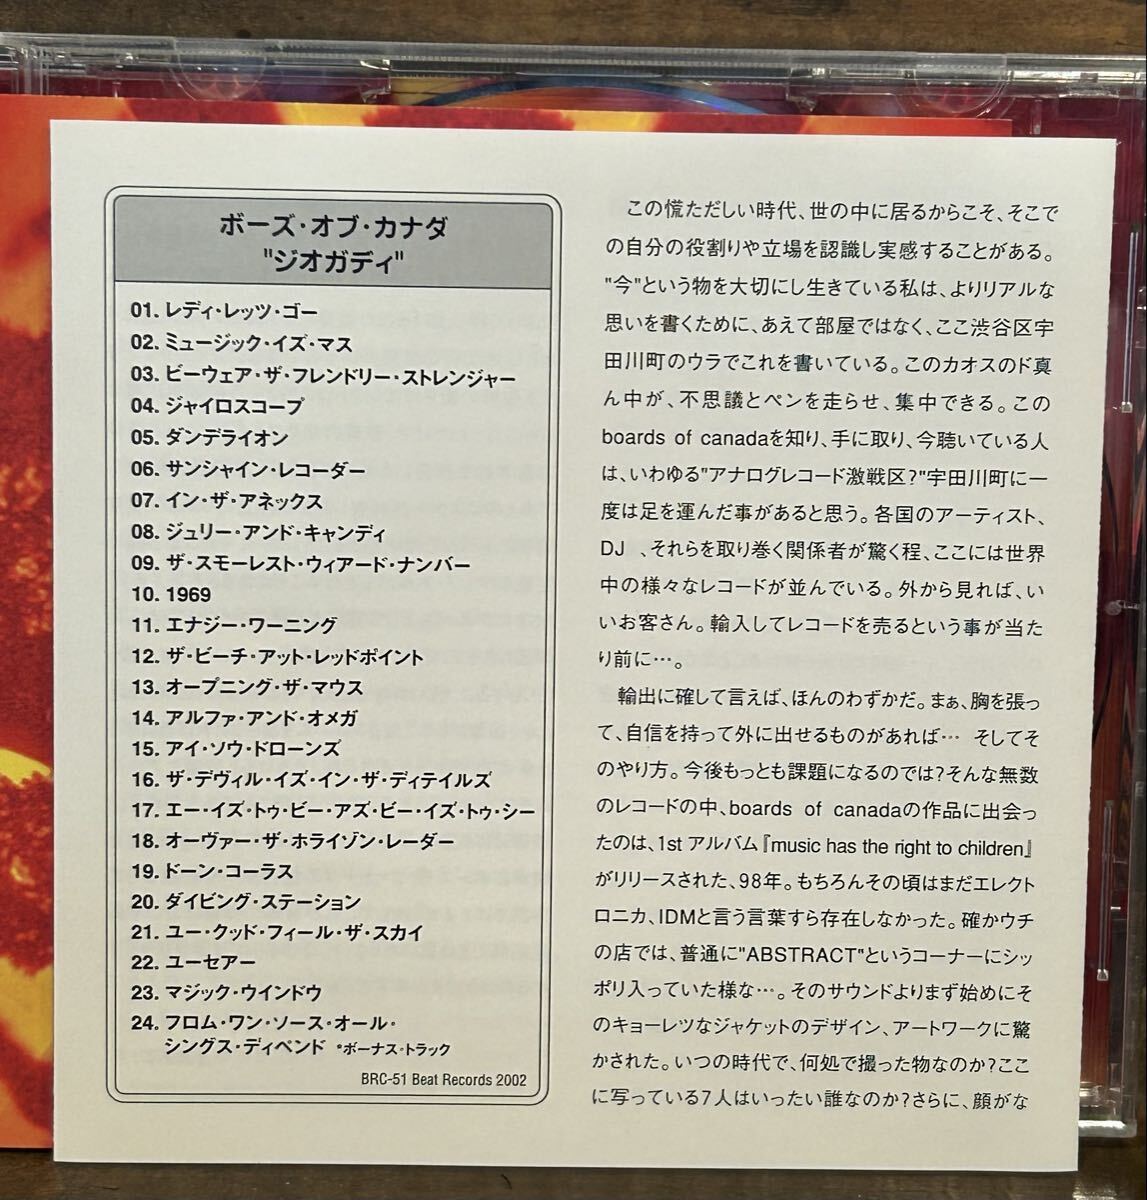 ボーズ・オブ・カナダ
"ジオガディ"
01. レディ・レッツ・ゴー
02. ミュージック・イズ・マス
03. ビーウェア・ザ・フレンドリー・ストレンジャー
04. ジャイロスコープ
05. ダンデライオン
06. サンシャイン・レコーダー
07. イン・ザ・アネックス
08. ジュリー・アンド・キャンディ
09. ザ・スモーレスト・ウィアード・ナンバー
10. 1969
11. エナジー・ワーニング
12. ザ・ビーチ・アット・レッドポイント
13. オープニング・ザ・マウス
14. アルファ・アンド・オメガ
15. アイ・ソウ・ドローンズ
16. ザ・デヴィル・イズ・イン・ザ・ディテイルズ
17. エー・イズ・トゥ・ビー・アズ・ビー・イズ・トゥ・シー
18. オーヴァー・ザ・ホライゾン・レーダー
19. ドーン・コーラス
20. ダイビング・ステーション
21. ユー・クッド・フィール・ザ・スカイ
22. ユーセアー
23. マジック・ウインドウ
24. フロム・ワン・ソース・オール・
シングス・ディペンド *ボーナス・トラック
BRC-51 Beat Records 2002
この慌ただしい時代、世の中に居るからこそ、そこで
の自分の役割りや立場を認識し実感することがある。
"今"という物を大切にし生きている私は、よりリアルな
思いを書くために、あえて部屋ではなく、ここ渋谷区宇
田川町のウラでこれを書いている。このカオスのド真
ん中が、不思議とペンを走らせ、集中できる。この
boards of canadaを知り、手に取り、今聴いている人
は、いわゆる"アナログレコード激戦区?"宇田川町に一
度は足を運んだ事があると思う。各国のアーティスト、
DJ 、それらを取り巻く関係者が驚く程、ここには世界
中の様々なレコードが並んでいる。外から見れば、い
いお客さん。輸入してレコードを売るという事が当た
り前に…。
輸出に確して言えば、ほんのわずかだ。まぁ、胸を張っ
て、自信を持って外に出せるものがあれば… そしてそ
のやり方。今後もっとも課題になるのでは?そんな無数
のレコードの中、boards of canadaの作品に出会っ
たのは、1st アルバム『music has the right to children』
がリリースされた、98年。もちろんその頃はまだエレクト
ロニカ、IDMと言う言葉すら存在しなかった。確かウチ
の店では、普通に"ABSTRACT"というコーナーにシッ
ポリ入っていた様な…。そのサウンドよりまず始めにそ
のキョーレツなジャケットのデザイン、アートワークに驚
かされた。いつの時代で、何処で撮った物なのか?ここ
に写っている7人はいったい誰なのか?さらに、顔がな